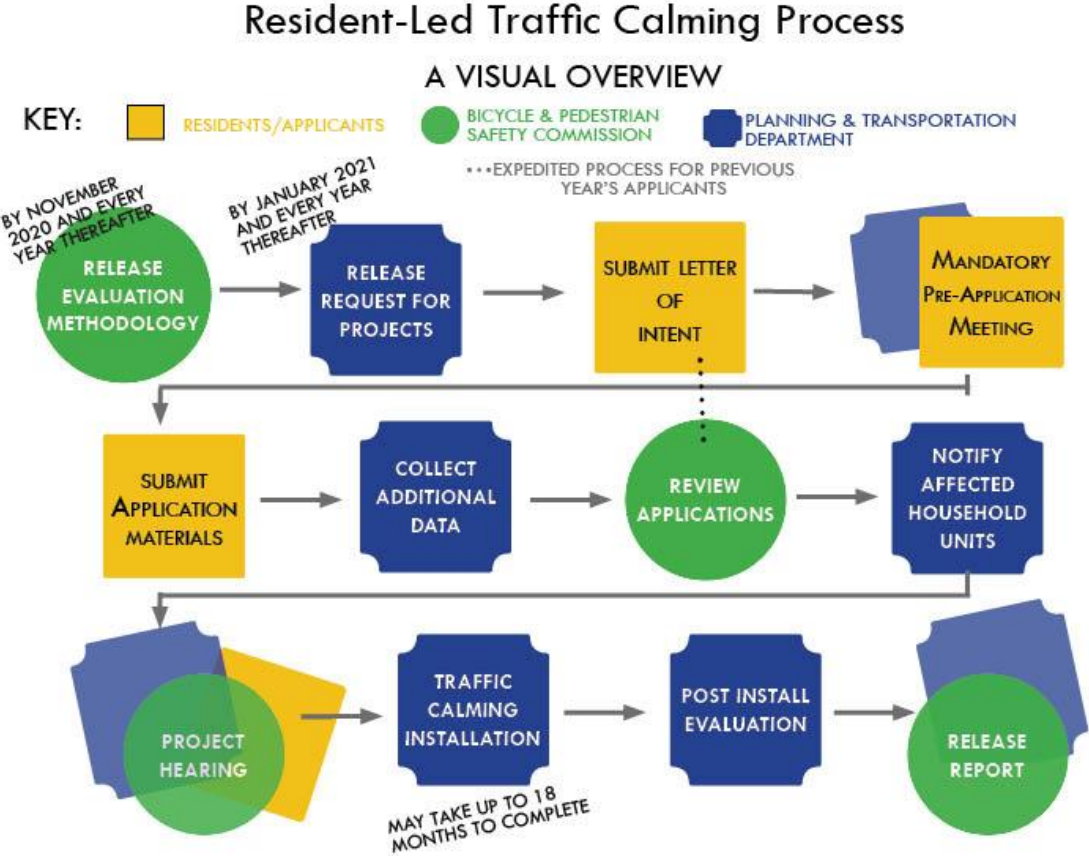 Resident-Led Traffic Calming Process
A VISUAL OVERVIEW
KEY:
RESIDENTS/APPLICANTS
BICYCLE & PEDESTRIAN
SAFETY COMMISSION
PLANNING & TRANSPORTATION
DEPARTMENT
•••EXPEDITED PROCESS FOR PREVIOUS
YEAR'S APPLICANTS
BY NOVEMBER
2020 AND EVERY
YEAR THEREAFTER
RELEASE
EVALUATION
METHODOLOGY
BY JANUARY 2021
AND EVERY YEAR
THEREAFTER
RELEASE
REQUEST FOR
PROJECTS
SUBMIT LETTER
OF
INTENT
MANDATORY
PRE-APPLICATION
MEETING
SUBMIT
APPLICATION
MATERIALS
COLLECT
ADDITIONAL
DATA
REVIEW
APPLICATIONS
NOTIFY
AFFECTED
HOUSEHOLD
UNITS
PROJECT
HEARING
TRAFFIC
CALMING
INSTALLATION
MAY TAKE UP TO 18
MONTHS TO COMPLETE
POST INSTALL
EVALUATION
RELEASE
REPORT